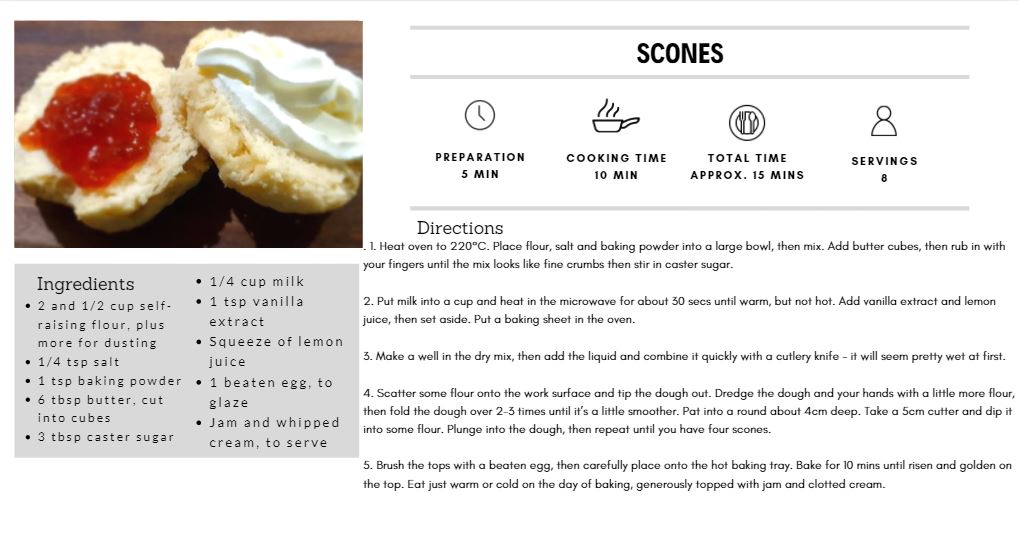 SCONES
PREPARATION
5 MIN
COOKING TIME
10 MIN
TOTAL TIME
APPROX. 15 MINS
SERVINGS
8
Ingredients
• 2 and 1/2 cup self-
raising flour, plus
more for dusting
• 1/4 tsp salt
• 1 tsp baking powder
• 6 tbsp butter, cut
into cubes
• 3 tbsp caster sugar
• 1/4 cup milk
• 1 tsp vanilla
extract
• Squeeze of lemon
juice
• 1 beaten egg, to
glaze
• Jam and whipped
cream, to serve
Directions
. 1. Heat oven to 220°C. Place flour, salt and baking powder into a large bowl, then mix. Add butter cubes, then rub in with
your fingers until the mix looks like fine crumbs then stir in caster sugar.
2. Put milk into a cup and heat in the microwave for about 30 secs until warm, but not hot. Add vanilla extract and lemon
juice, then set aside. Put a baking sheet in the oven.
3. Make a well in the dry mix, then add the liquid and combine it quickly with a cutlery knife – it will seem pretty wet at first.
4. Scatter some flour onto the work surface and tip the dough out. Dredge the dough and your hands with a little more flour,
then fold the dough over 2-3 times until it's a little smoother. Pat into a round about 4cm deep. Take a 5cm cutter and dip it
into some flour. Plunge into the dough, then repeat until you have four scones.
5. Brush the tops with a beaten egg, then carefully place onto the hot baking tray. Bake for 10 mins until risen and golden on
the top. Eat just warm or cold on the day of baking, generously topped with jam and clotted cream.